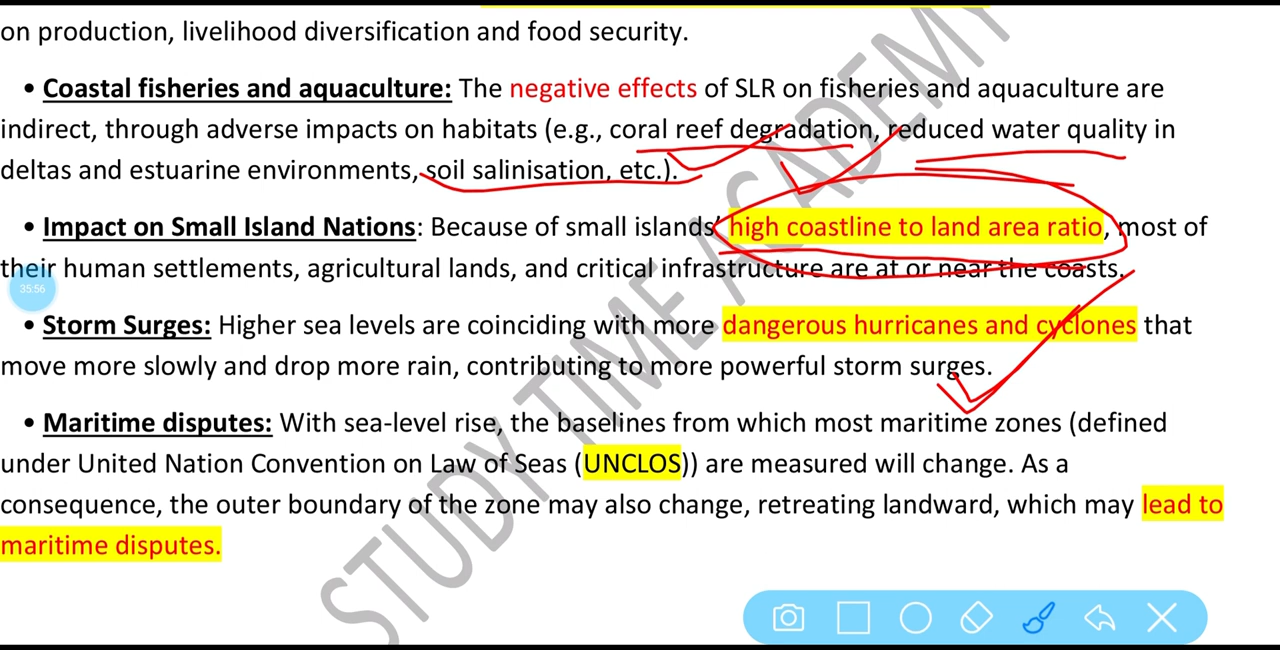 on production, livelihood diversification and food security.
• Coastal fisheries and aquaculture: The negative effects of SLR on fisheries and aquaculture are
indirect, through adverse impacts on habitats (e.g., coral reef degradation, reduced water quality in
deltas and estuarine environments, soil salinisation, etc.).
• Impact on Small Island Nations: Because of small islands' high coastline to land area ratio, most of
their human settlements, agricultural lands, and critical infrastructure are at or near the coasts.
35:56
• Storm Surges: Higher sea levels are coinciding with more dangerous hurricanes and cyclones that
move more slowly and drop more rain, contributing to more powerful storm surges.
• Maritime disputes: With sea-level rise, the baselines from which most maritime zones (defined
under United Nation Convention on Law of Seas (UNCLOS)) are measured will change. As a
consequence, the outer boundary of the zone may also change, retreating landward, which may lead to
maritime disputes.
STUDY TIME ACADEMY